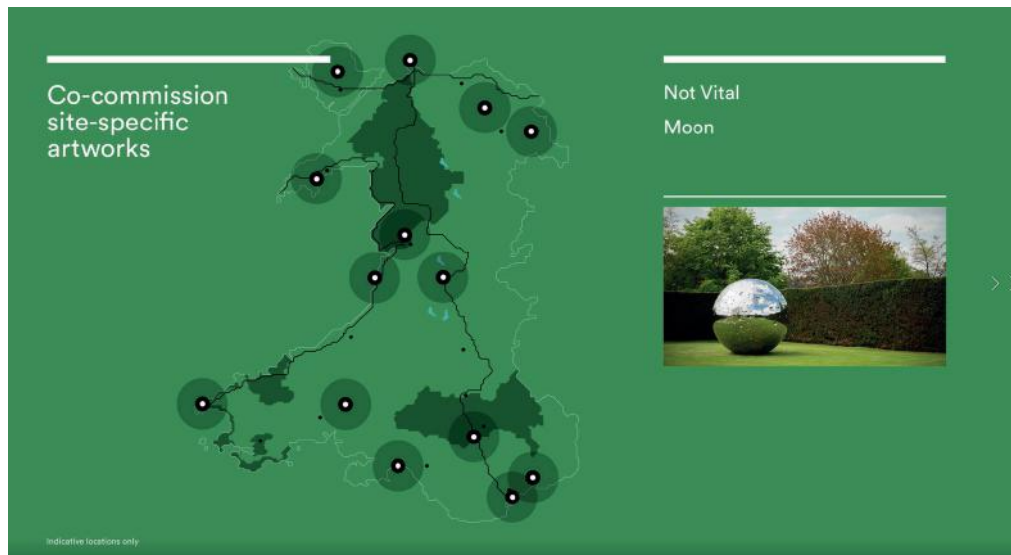 Co-commission
site-specific
artworks
Not Vital
Moon
Indicative locations only